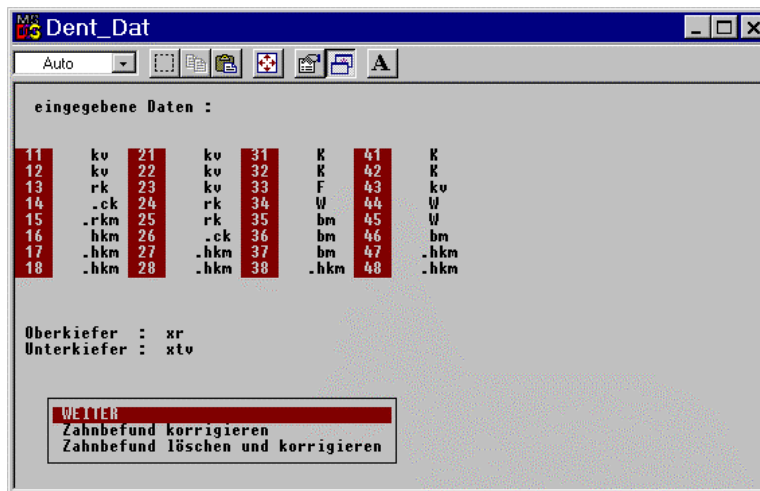 MS DOS Dent_Dat
Auto A
eingegebene Daten :
11 kv 21 kv 31 K 41 K
12 kv 22 kv 32 K 42 K
13 rk 23 kv 33 F 43 kv
14 .ck 24 rk 34 W 44 W
15 .rkm 25 rk 35 bm 45 W
16 hkm 26 .ck 36 bm 46 bm
17 .hkm 27 .hkm 37 bm 47 .hkm
18 .hkm 28 .hkm 38 .hkm 48 .hkm
Oberkiefer : xr
Unterkiefer : xtv
WEITER
Zahnbefund korrigieren
Zahnbefund löschen und korrigieren